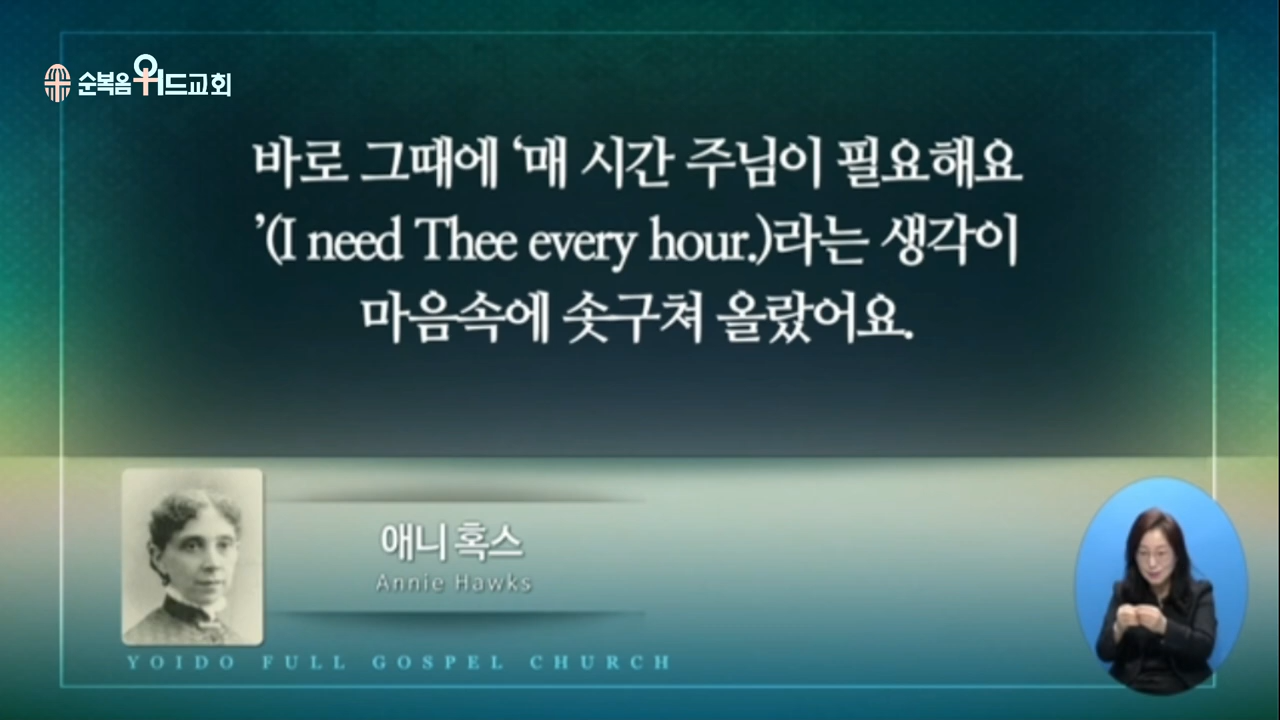 순복음위드교회
바로 그때에 ‘매 시간 주님이 필요해요
’(I need Thee every hour.)라는 생각이
마음속에 솟구쳐 올랐어요.
애니 혹스
Annie Hawks
YOIDO FULL GOSPEL CHURCH